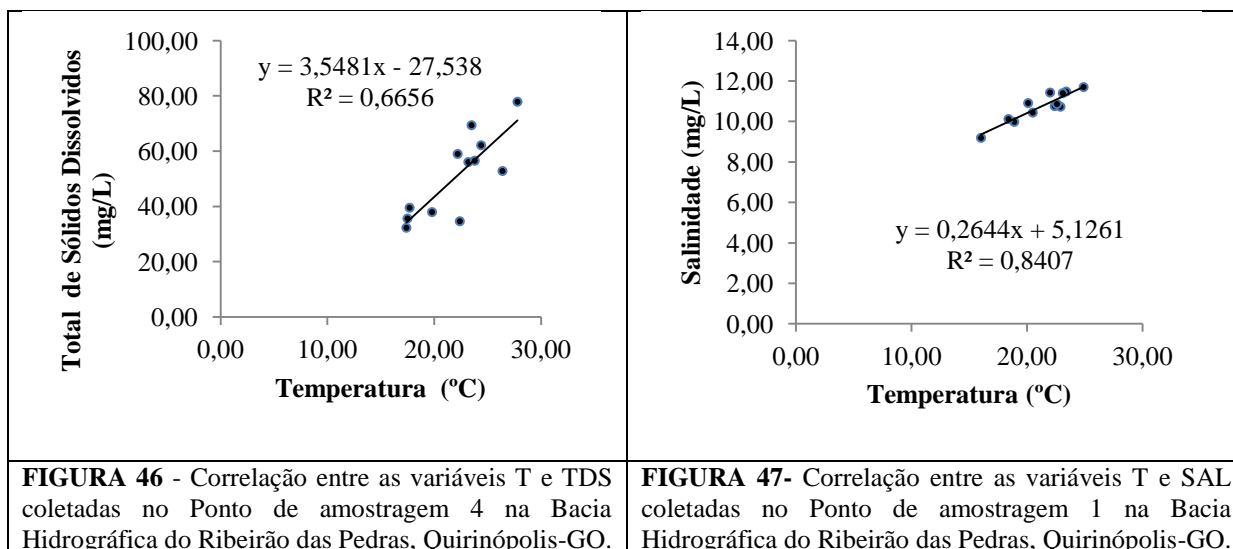 100,00
80,00
60,00
40,00
20,00
0,00
Total de Sólidos Dissolvidos
(mg/L)
y = 3,5481x - 27,538
R² = 0,6656
0,00 10,00 20,00 30,00
Temperatura (ºC)
14,00
12,00
10,00
8,00
6,00
4,00
2,00
0,00
Salinidade (mg/L)
y = 0,2644x + 5,1261
R² = 0,8407
0,00 10,00 20,00 30,00
Temperatura (ºC)
FIGURA 46 - Correlação entre as variáveis T e TDS
coletadas no Ponto de amostragem 4 na Bacia
Hidrográfica do Ribeirão das Pedras, Quirinópolis-GO.
FIGURA 47- Correlação entre as variáveis T e SAL
coletadas no Ponto de amostragem 1 na Bacia
Hidrográfica do Ribeirão das Pedras, Quirinópolis-GO.